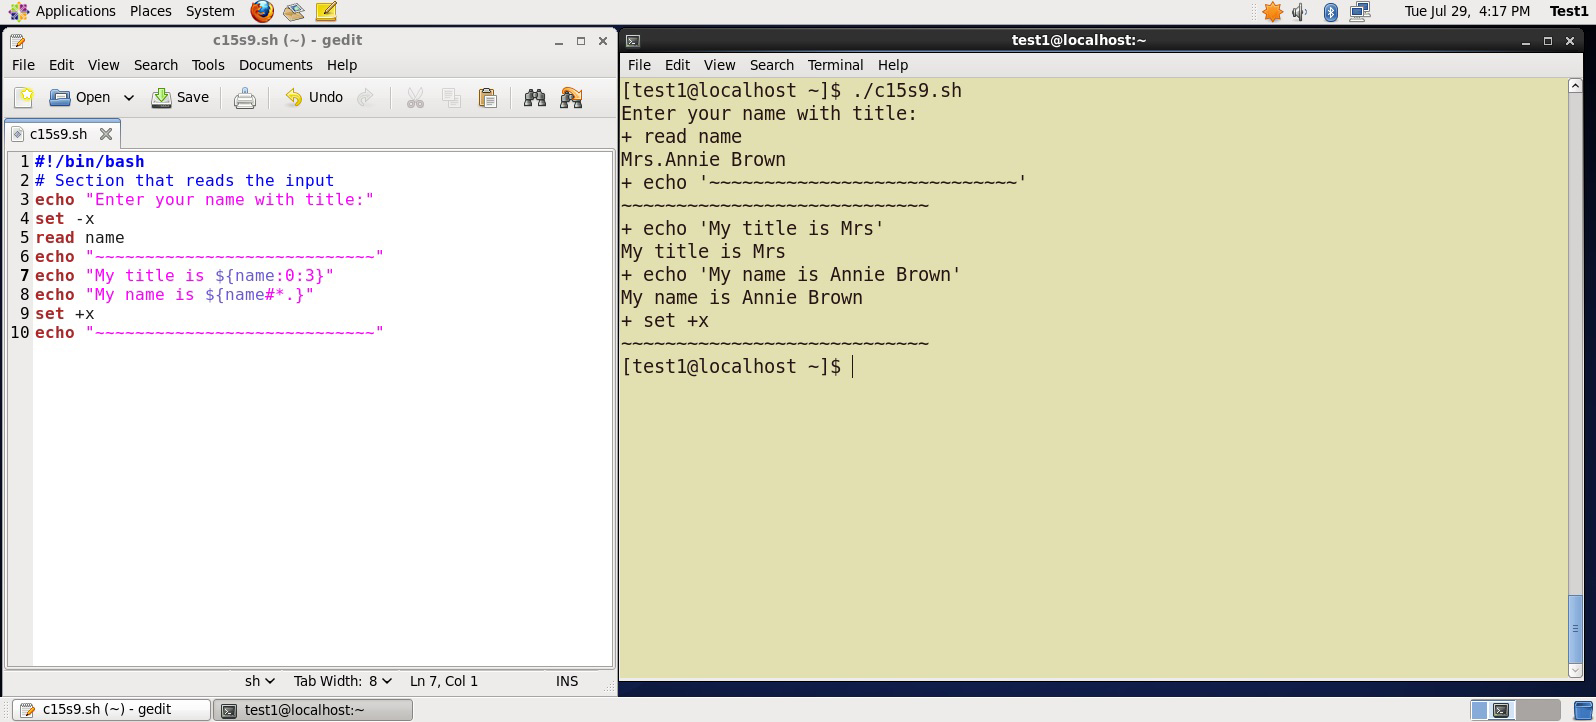 Applications Places System
Tue Jul 29, 4:17 PM Test1
c15s9.sh (~) - gedit
File Edit View Search Tools Documents Help
Open Save Undo
c15s9.sh
1 #!/bin/bash
2 # Section that reads the input
3 echo "Enter your name with title:"
4 set -x
5 read name
6 echo "~~~~~~~~~~~~~~~~~~~~~~~~~~~~"
7 echo "My title is ${name:0:3}"
8 echo "My name is ${name#*.}"
9 set +x
10 echo "~~~~~~~~~~~~~~~~~~~~~~~~~~~~"
sh Tab Width: 8 Ln 7, Col 1 INS
test1@localhost:~
File Edit View Search Terminal Help
[test1@localhost ~]$ ./c15s9.sh
Enter your name with title:
+ read name
Mrs.Annie Brown
+ echo '~~~~~~~~~~~~~~~~~~~~~~~~~~~~'
~~~~~~~~~~~~~~~~~~~~~~~~~~~~
+ echo 'My title is Mrs'
My title is Mrs
+ echo 'My name is Annie Brown'
My name is Annie Brown
+ set +x
~~~~~~~~~~~~~~~~~~~~~~~~~~~~
[test1@localhost ~]$
c15s9.sh (~) - gedit
test1@localhost:~